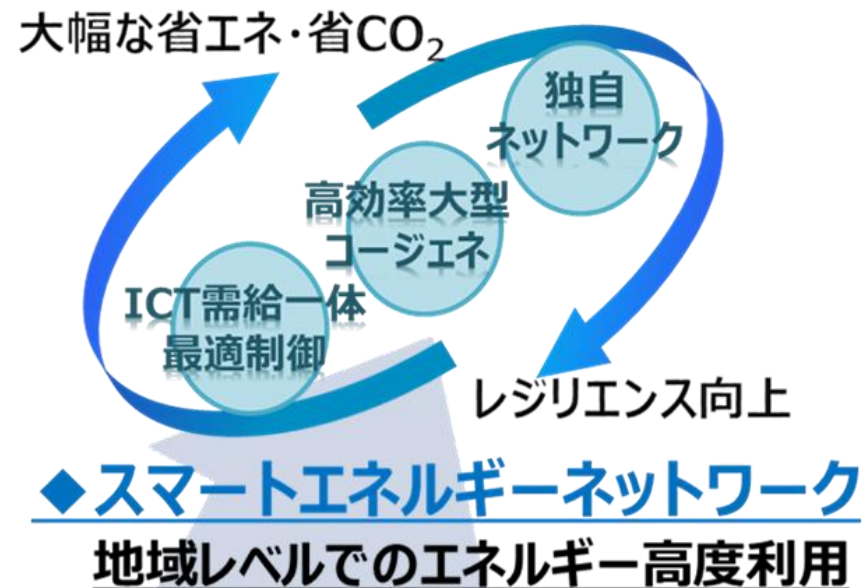 大幅な省エネ・省CO₂
独自
ネットワーク
高効率大型
コージェネ
ICT需給一体
最適制御
レジリエンス向上
◆スマートエネルギーネットワーク
地域レベルでのエネルギー高度利用